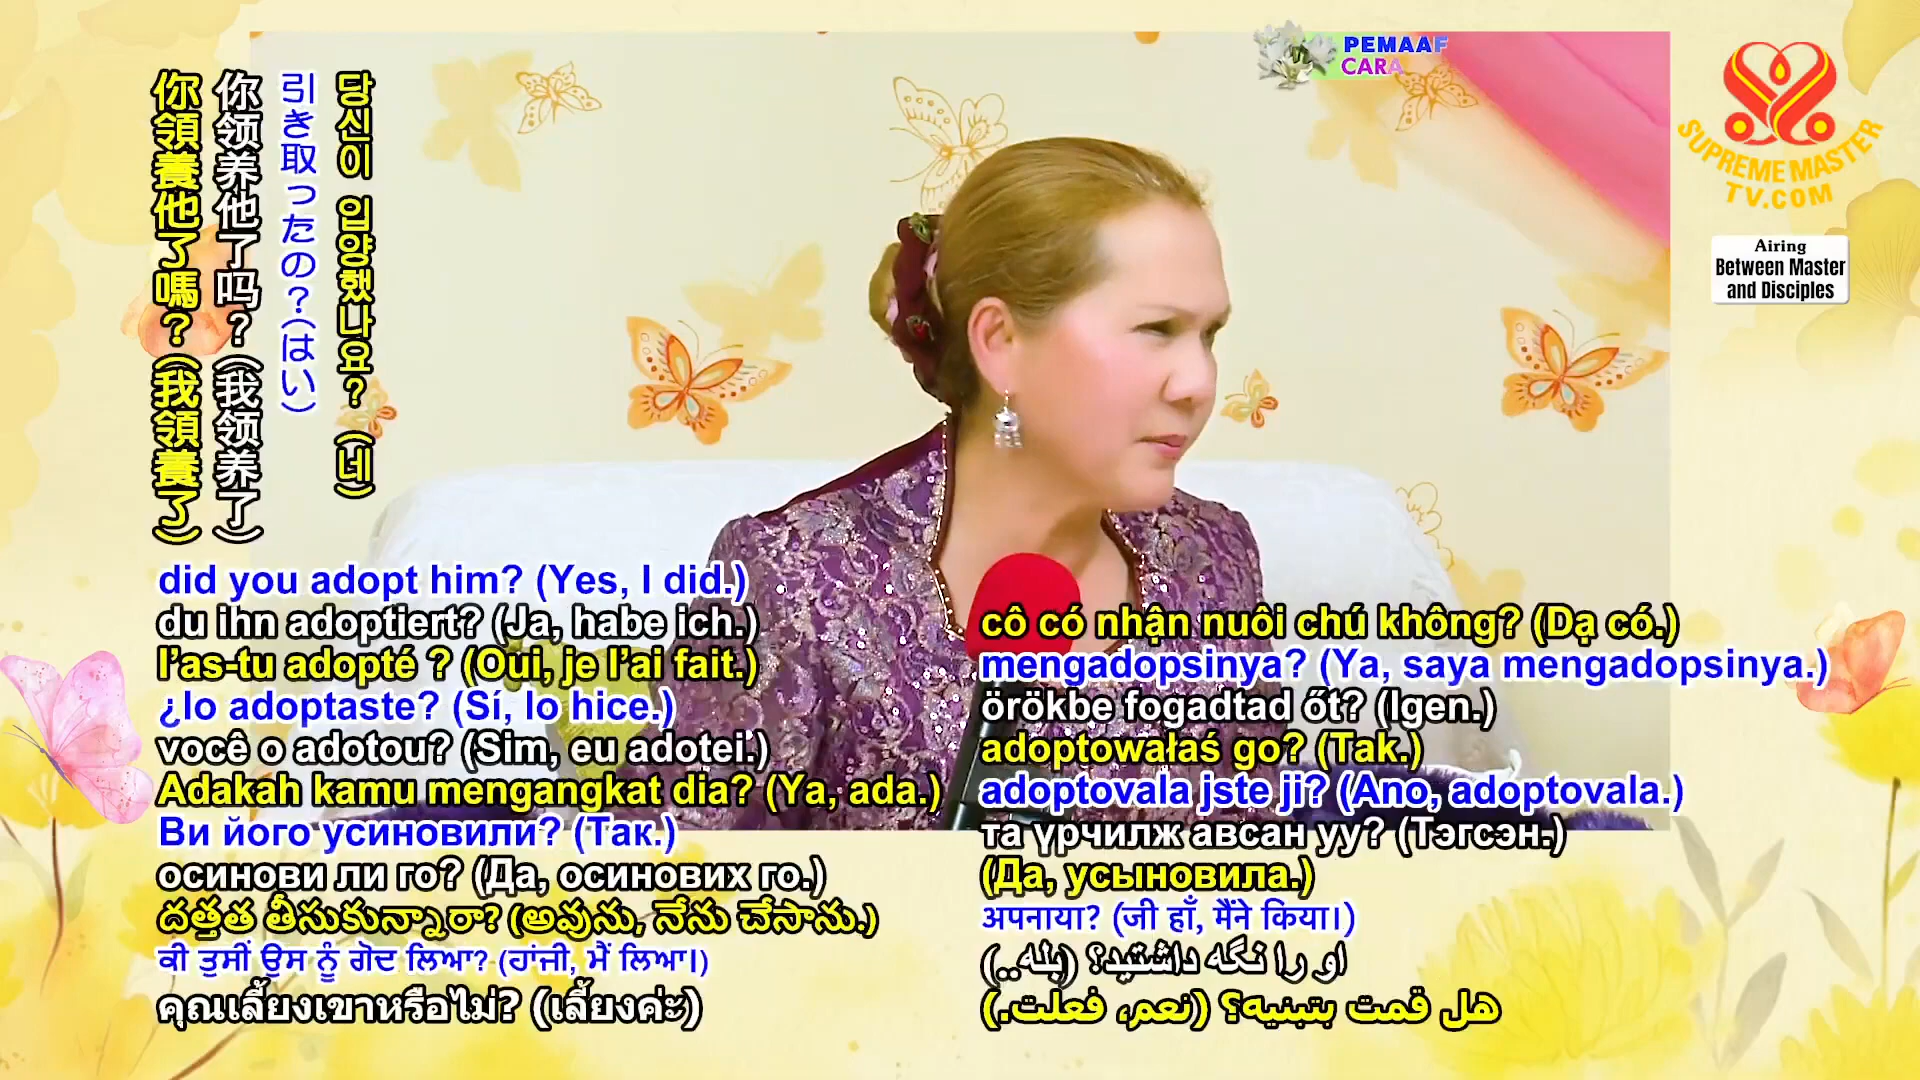 PEMAAF
CARA
SUPREME MASTER
TV.COM
Airing
Between Master
and Disciples
당신이 입양했나요? (네)
引き取ったの？(はい)
你领养他了吗？(我领养了)
你領養他了嗎？(我領養了)
did you adopt him? (Yes, I did.)
du ihn adoptiert? (Ja, habe ich.)
l’as-tu adopté ? (Oui, je l’ai fait.)
¿lo adoptaste? (Sí, lo hice.)
você o adotou? (Sim, eu adotei.)
Adakah kamu mengangkat dia? (Ya, ada.)
Ви його усиновили? (Так.)
осинови ли го? (Да, осинових го.)
దత్తత తీసుకున్నారా? (అవును, నేను చేసాను.)
ਕੀ ਤੁਸੀਂ ਉਸ ਨੂੰ ਗੋਦ ਲਿਆ? (ਹਾਂਜੀ, ਮੈਂ ਲਿਆ।)
คุณเลี้ยงเขาหรือไม่? (เลี้ยงค่ะ)
cô có nhận nuôi chú không? (Dạ có.)
mengadopsinya? (Ya, saya mengadopsinya.)
örökbe fogadtad őt? (Igen.)
adoptowałaś go? (Tak.)
adoptovala jste ji? (Ano, adoptovala.)
та үрчилж авсан уу? (Тэгсэн.)
(Да, усыновила.)
अपनाया? (जी हाँ, मैंने किया।)
او را نگه داشتید؟ (بله..)
هل قمت بتبنيه؟ (نعم، فعلت.)